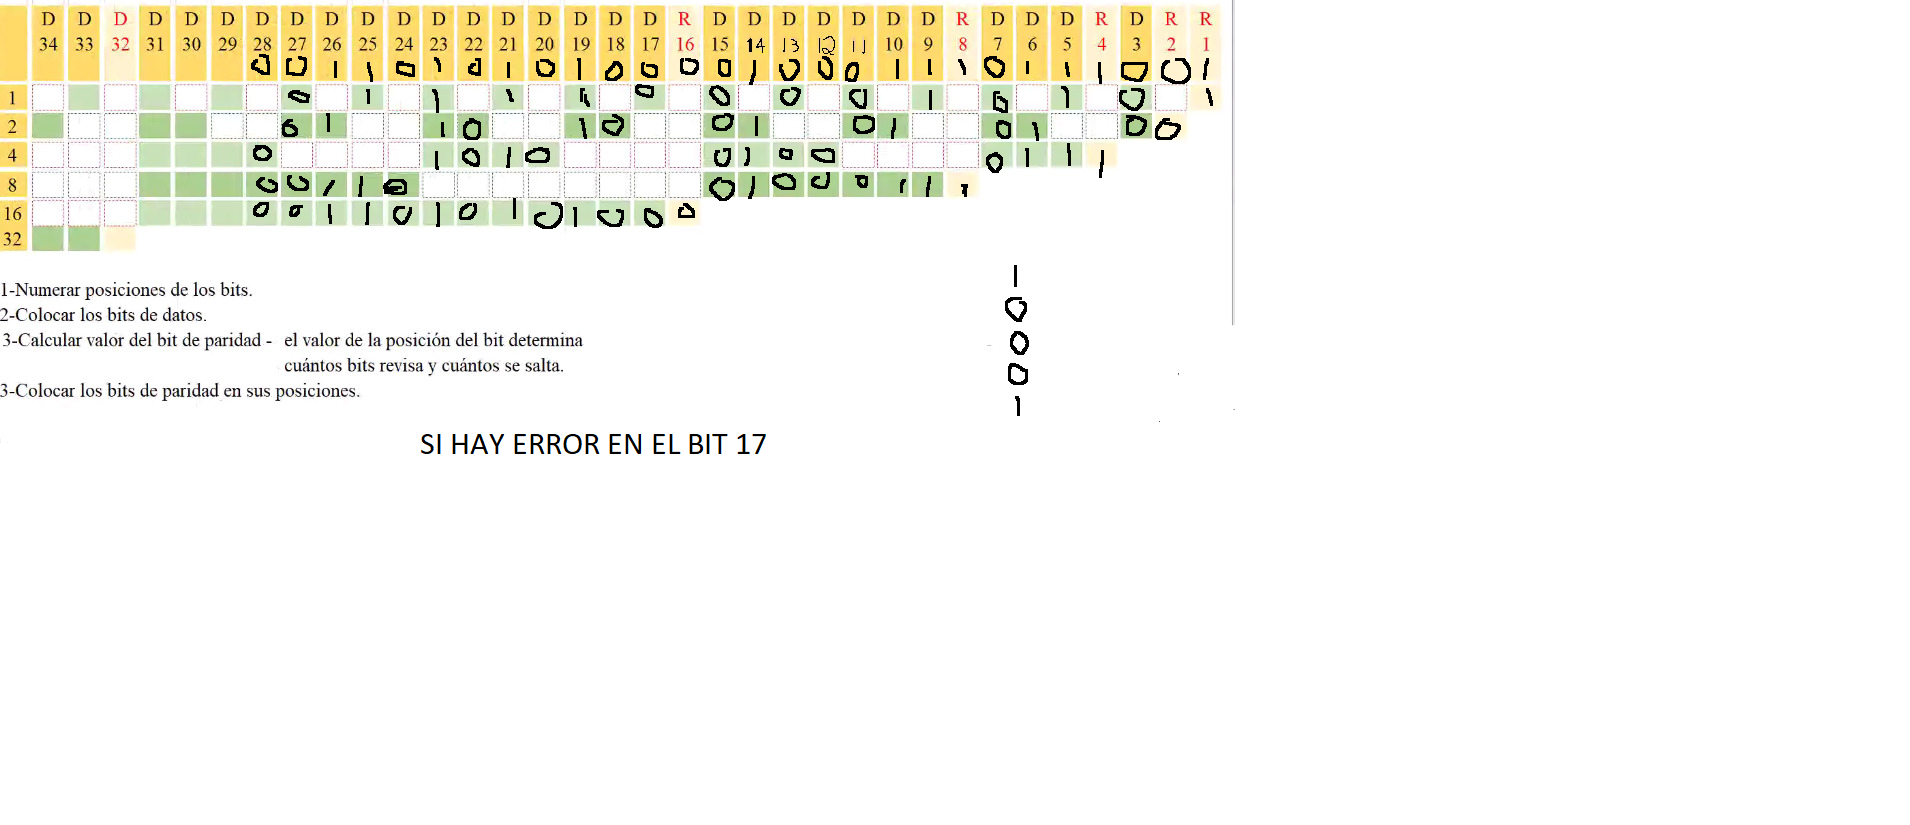 D D D D D D D D D D D D D D D D D D R D D D D D D D R D D D R D R R
34 33 32 31 30 29 28 27 26 25 24 23 22 21 20 19 18 17 16 15 14 13 12 11 10 9 8 7 6 5 4 3 2 1
0 0 1 1 0 1 0 1 0 1 0 0 0 0 1 0 0 0 1 1 1 0 1 1 1 0 0 1
1 0 1 1 1 1 0 0 0 0 1 0 1 0 1
2 0 1 1 0 1 0 0 1 0 1 0 1 0 0
4 0 1 0 1 0 0 1 0 0 0 1 1 1
8 0 0 1 1 0 0 1 0 0 0 1 1 1
16 0 0 1 1 0 1 0 1 0 1 0 0 0
32
1
0
0
0
1
1-Numerar posiciones de los bits.
2-Colocar los bits de datos.
3-Calcular valor del bit de paridad - el valor de la posición del bit determina
cuántos bits revisa y cuántos se salta.
3-Colocar los bits de paridad en sus posiciones.
SI HAY ERROR EN EL BIT 17